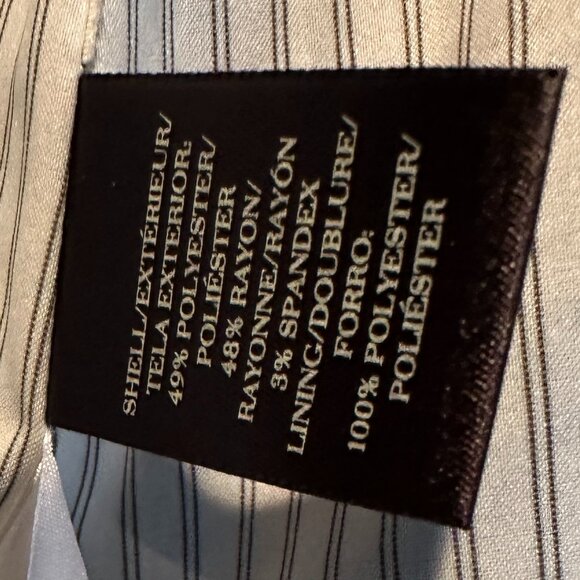 SHELL/EXTÉRIEUR/
TELA EXTERIOR:
49% POLYESTER/
POLIÉSTER
48% RAYON/
RAYONNE/RAYÓN
3% SPANDEX
LINING/DOUBLURE/
FORRO:
100% POLYESTER/
POLIÉSTER